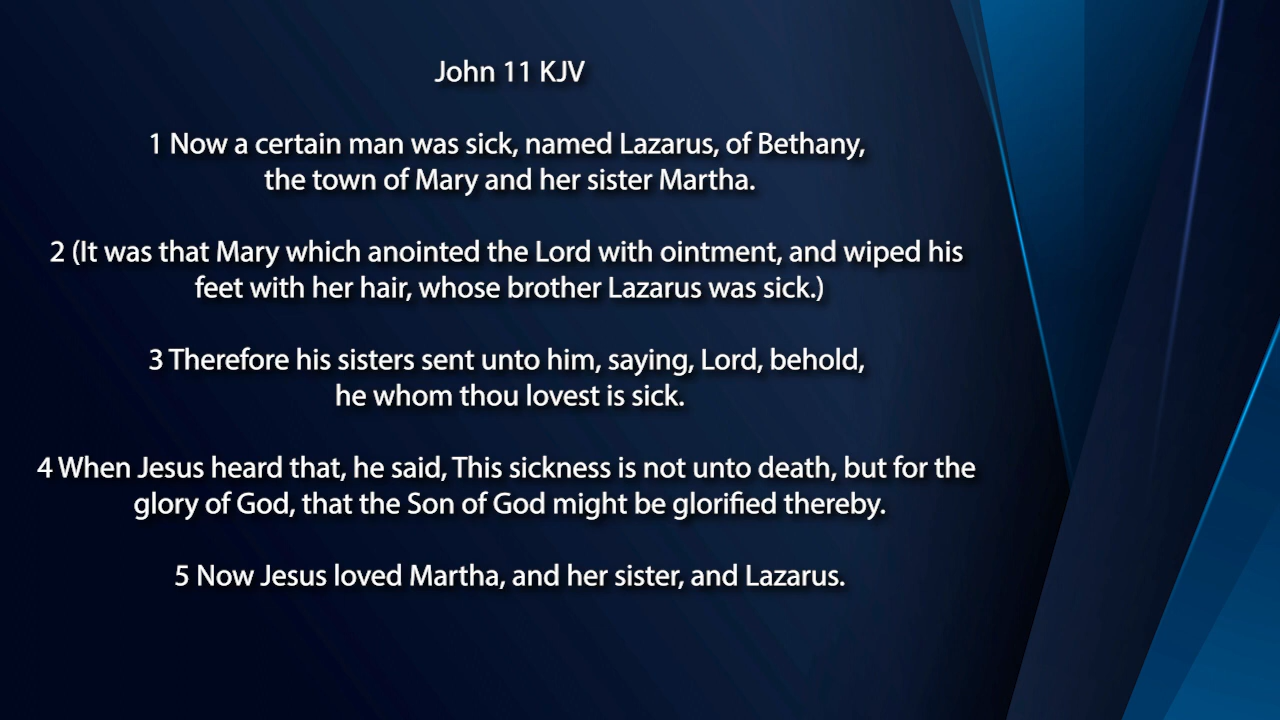 John 11 KJV
1 Now a certain man was sick, named Lazarus, of Bethany,
the town of Mary and her sister Martha.
2 (It was that Mary which anointed the Lord with ointment, and wiped his
feet with her hair, whose brother Lazarus was sick.)
3 Therefore his sisters sent unto him, saying, Lord, behold,
he whom thou lovest is sick.
4 When Jesus heard that, he said, This sickness is not unto death, but for the
glory of God, that the Son of God might be glorified thereby.
5 Now Jesus loved Martha, and her sister, and Lazarus.